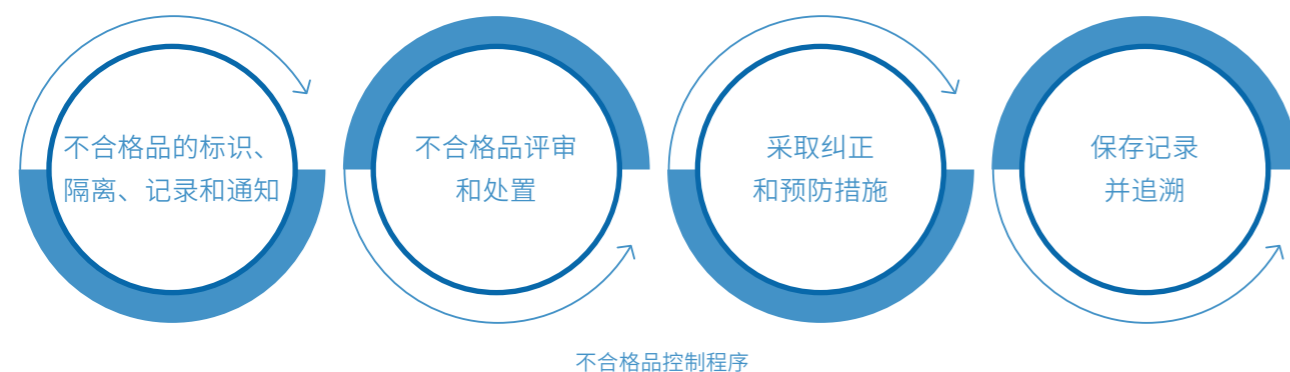 不合格品的标识、
隔离、记录和通知
不合格品评审
和处置
采取纠正
和预防措施
保存记录
并追溯
不合格品控制程序